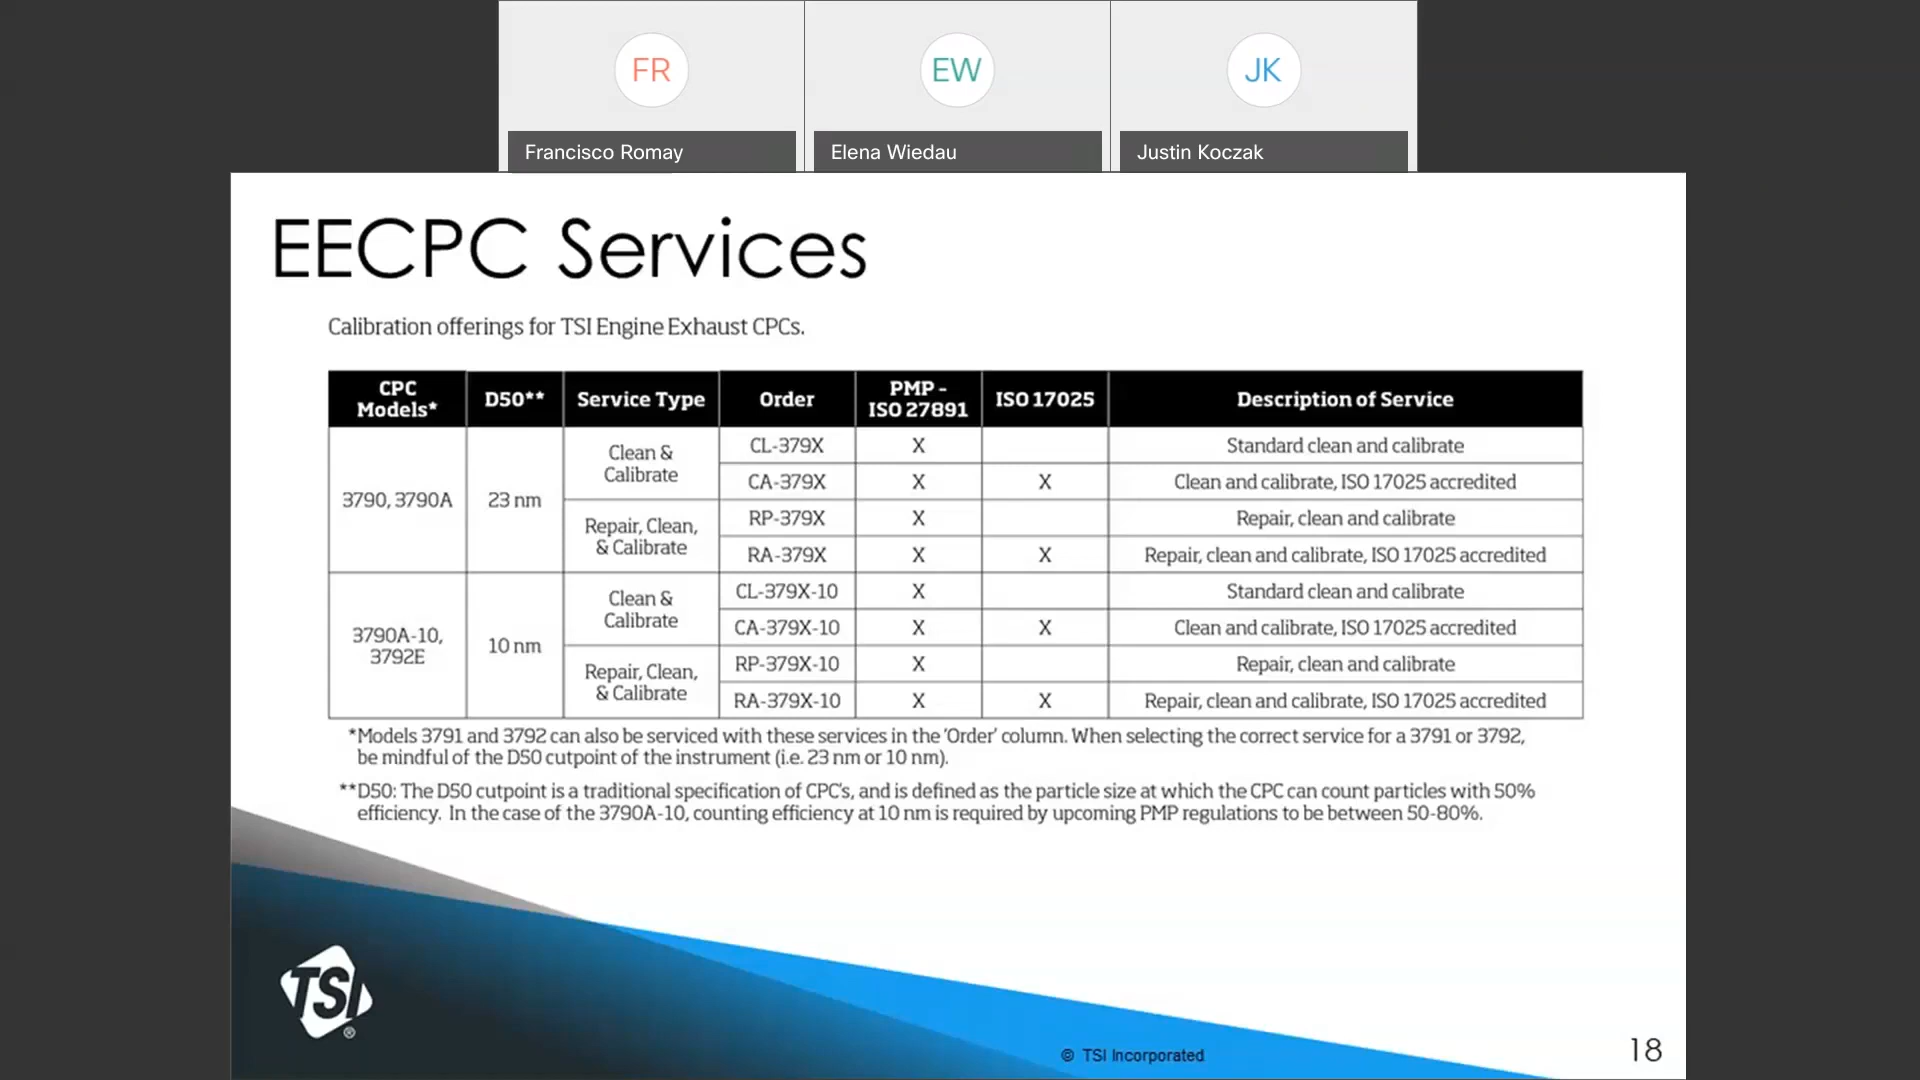 FR
EW
JK
Francisco Romay
Elena Wiedau
Justin Koczak
EECPC Services
Calibration offerings for TSI Engine Exhaust CPCs.
CPC Models* D50** Service Type Order PMP - ISO 27891 ISO 17025 Description of Service
3790, 3790A 23 nm Clean & Calibrate CL-379X X Standard clean and calibrate
CA-379X X X Clean and calibrate, ISO 17025 accredited
Repair, Clean, & Calibrate RP-379X X Repair, clean and calibrate
RA-379X X X Repair, clean and calibrate, ISO 17025 accredited
3790A-10, 3792E 10 nm Clean & Calibrate CL-379X-10 X Standard clean and calibrate
CA-379X-10 X X Clean and calibrate, ISO 17025 accredited
Repair, Clean, & Calibrate RP-379X-10 X Repair, clean and calibrate
RA-379X-10 X X Repair, clean and calibrate, ISO 17025 accredited
*Models 3791 and 3792 can also be serviced with these services in the 'Order' column. When selecting the correct service for a 3791 or 3792,
be mindful of the D50 cutpoint of the instrument (i.e. 23 nm or 10 nm).
**D50: The D50 cutpoint is a traditional specification of CPC's, and is defined as the particle size at which the CPC can count particles with 50%
efficiency. In the case of the 3790A-10, counting efficiency at 10 nm is required by upcoming PMP regulations to be between 50-80%.
TSI®
© TSI Incorporated
18